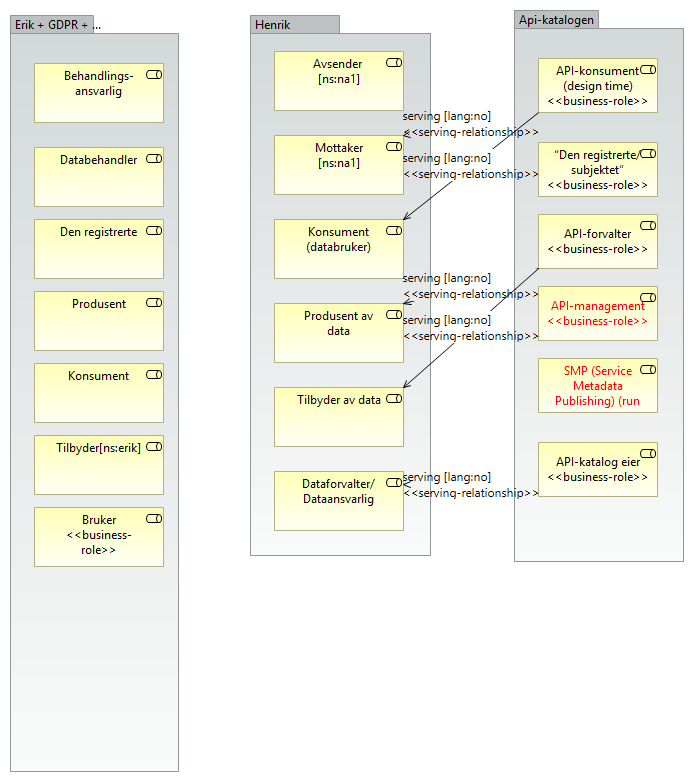 Erik + GDPR + ...
Behandlings-
ansvarlig
Databehandler
Den registrerte
Produsent
Konsument
Tilbyder[ns:erik]
Bruker
<<business-
role>>
Henrik
Avsender
[ns:na1]
Mottaker
[ns:na1]
Konsument
(databruker)
Produsent av
data
Tilbyder av data
Dataforvalter/
Dataansvarlig
serving [lang:no]
<<serving-relationship>>
serving [lang:no]
<<serving-relationship>>
serving [lang:no]
<<serving-relationship>>
serving [lang:no]
<<serving-relationship>>
serving [lang:no]
<<serving-relationship>>
Api-katalogen
API-konsument
(design time)
<<business-role>>
"Den registrerte/
subjektet"
<<business-role>>
API-forvalter
<<business-role>>
API-management
<<business-role>>
SMP (Service
Metadata
Publishing) (run
API-katalog eier
<<business-role>>